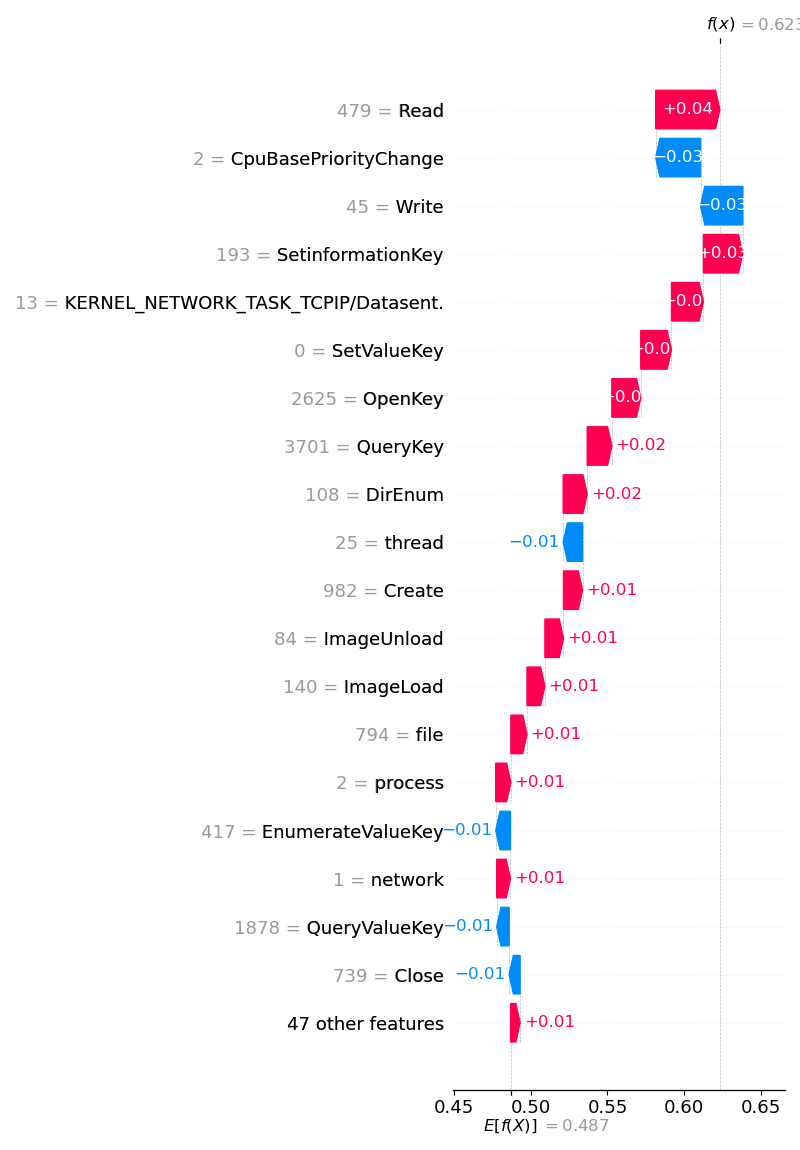 f(x) = 0.623
479 = Read
+0.04
2 = CpuBasePriorityChange
−0.03
45 = Write
−0.03
193 = SetinformationKey
+0.03
13 = KERNEL_NETWORK_TASK_TCPIP/Datasent.
0 = SetValueKey
2625 = OpenKey
3701 = QueryKey
+0.02
108 = DirEnum
+0.02
25 = thread
−0.01
982 = Create
+0.01
84 = ImageUnload
+0.01
140 = ImageLoad
+0.01
794 = file
+0.01
2 = process
+0.01
417 = EnumerateValueKey
−0.01
1 = network
+0.01
1878 = QueryValueKey
−0.01
739 = Close
−0.01
47 other features
+0.01
0.45 0.50 0.55 0.60 0.65
E[f(X)] = 0.487